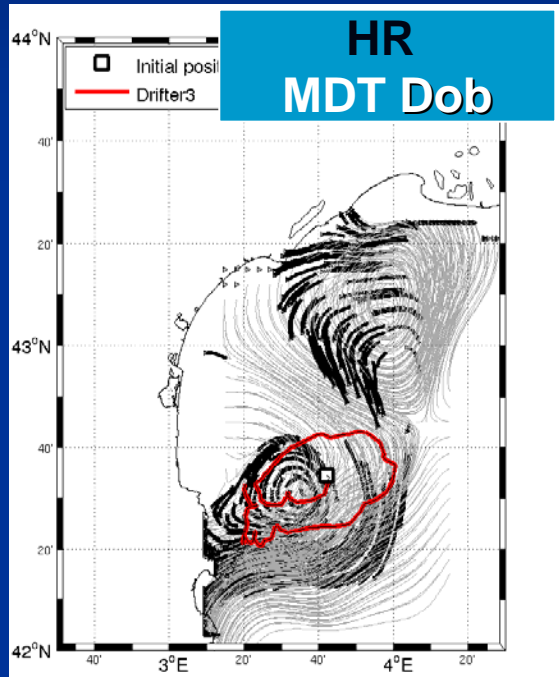 HR
MDT Dob
44°N
Initial posit
Drifter3
40'
20'
43°N
40'
20'
42°N
40'
3°E
20'
40'
4°E
20'